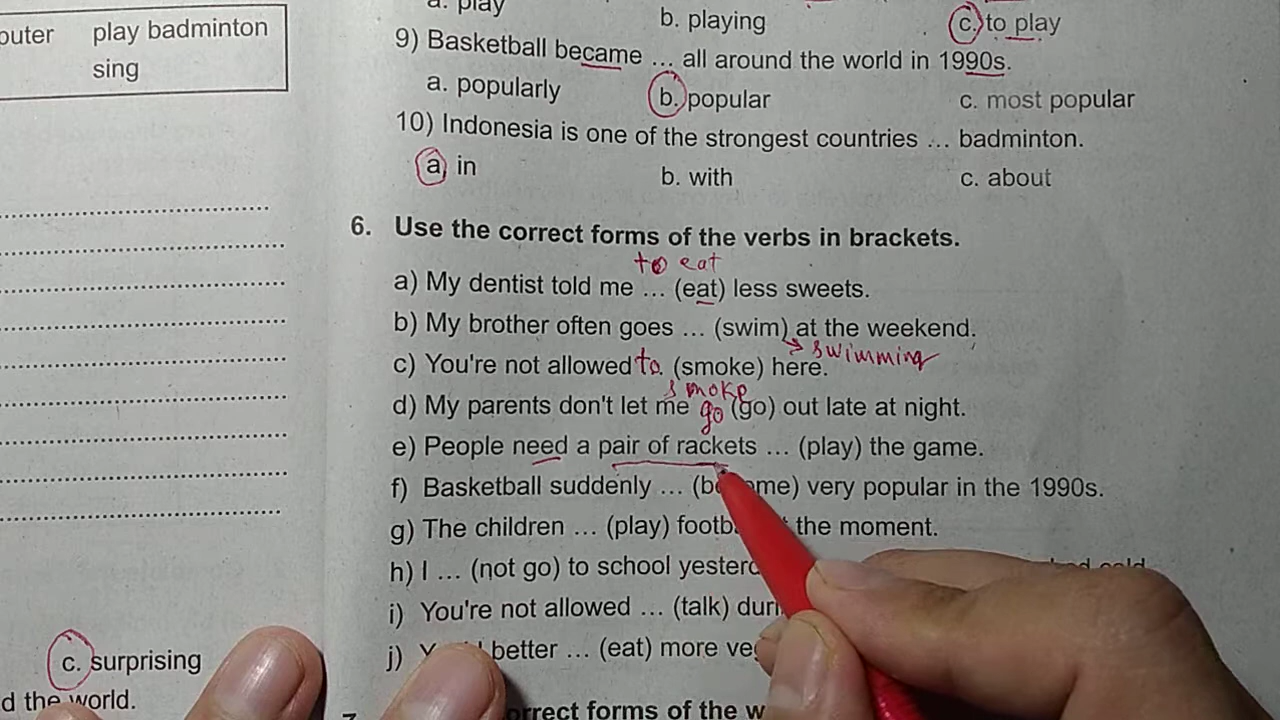 a. play
b. playing
c. to play
outer play badminton
sing
9) Basketball became ... all around the world in 1990s.
a. popularly
b. popular
c. most popular
10) Indonesia is one of the strongest countries ... badminton.
a. in
b. with
c. about
6. Use the correct forms of the verbs in brackets.
to eat
a) My dentist told me ... (eat) less sweets.
b) My brother often goes ... (swim) at the weekend.
swimming
c) You're not allowed to (smoke) here.
smoke
d) My parents don't let me go (go) out late at night.
e) People need a pair of rackets ... (play) the game.
f) Basketball suddenly ... (become) very popular in the 1990s.
g) The children ... (play) the moment.
h) I ... (not go) to school
i) You're not allowed ... (talk)
j) better ... (eat) more
c. surprising
d the world.
forms of the